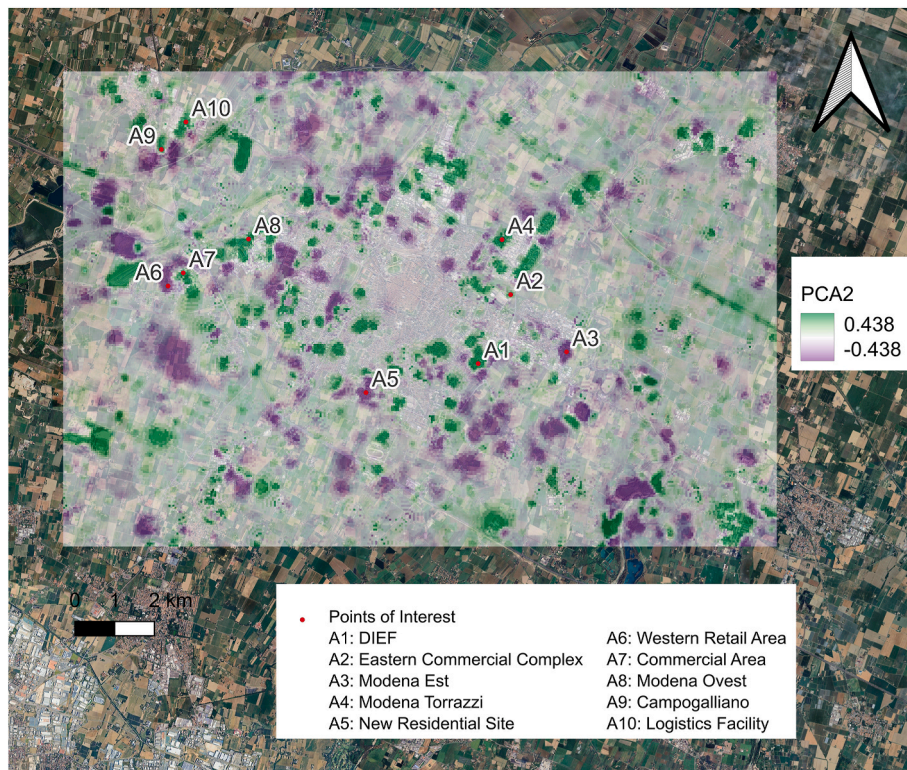 A10
A9
A8
A4
A7
A6
A2
A1
A3
A5
PCA2
0.438
-0.438
0 1 2 km
Points of Interest
A1: DIEF
A2: Eastern Commercial Complex
A3: Modena Est
A4: Modena Torrazzi
A5: New Residential Site
A6: Western Retail Area
A7: Commercial Area
A8: Modena Ovest
A9: Campogalliano
A10: Logistics Facility